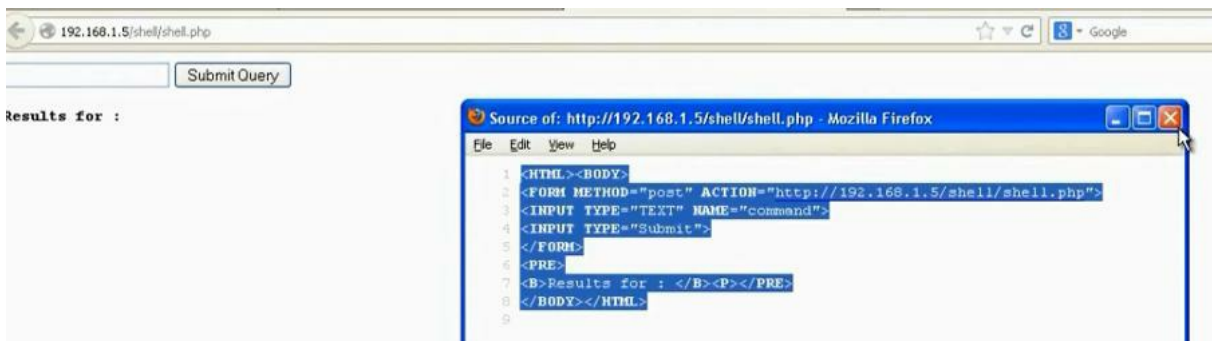 192.168.1.5/shell/shell.php
Google
Submit Query
Results for :
Source of: http://192.168.1.5/shell/shell.php - Mozilla Firefox
File Edit View Help
1 <HTML><BODY>
2 <FORM METHOD="post" ACTION="http://192.168.1.5/shell/shell.php">
3 <INPUT TYPE="TEXT" NAME="command">
4 <INPUT TYPE="Submit">
5 </FORM>
6 <PRE>
7 <B>Results for : </B><P></PRE>
8 </BODY></HTML>
9